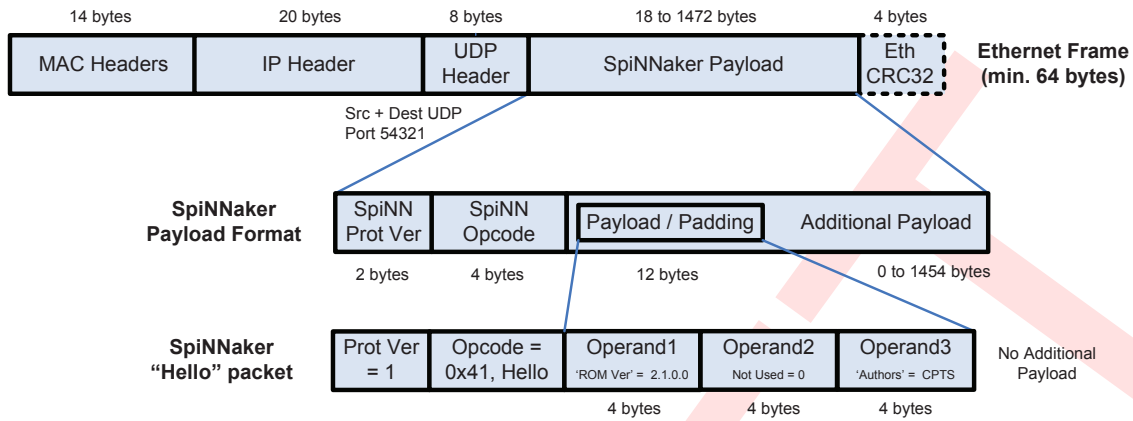 14 bytes
20 bytes
8 bytes
18 to 1472 bytes
4 bytes
MAC Headers
IP Header
UDP
Header
SpiNNaker Payload
Eth
CRC32
Ethernet Frame
(min. 64 bytes)
Src + Dest UDP
Port 54321
SpiNNaker
Payload Format
SpiNN
Prot Ver
SpiNN
Opcode
Payload / Padding
Additional Payload
2 bytes
4 bytes
12 bytes
0 to 1454 bytes
SpiNNaker
“Hello” packet
Prot Ver
= 1
Opcode =
0x41, Hello
Operand1
‘ROM Ver’ = 2.1.0.0
Operand2
Not Used = 0
Operand3
‘Authors’ = CPTS
No Additional
Payload
4 bytes
4 bytes
4 bytes